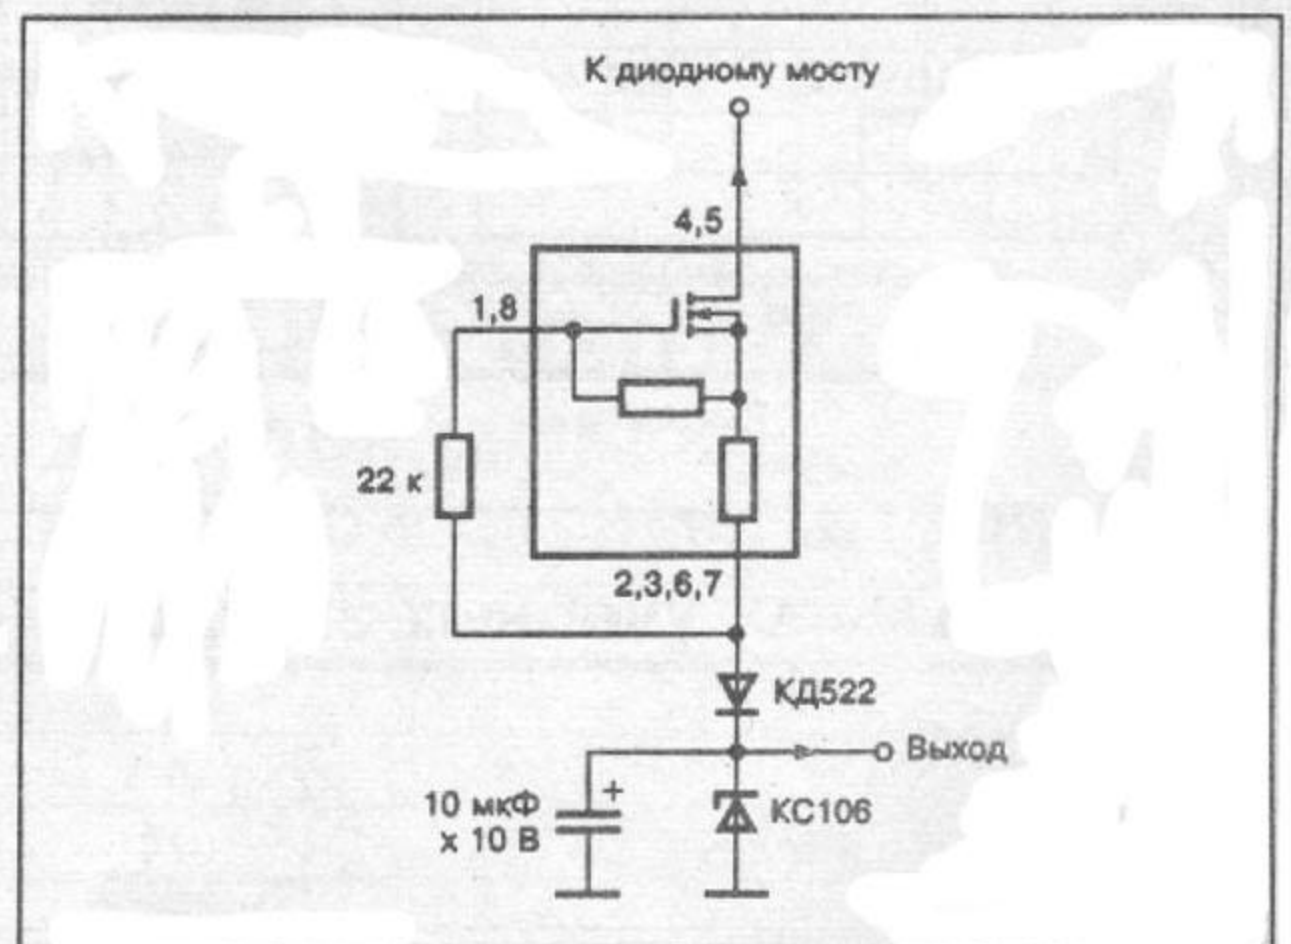 К диодному мосту
4,5
1,8
22 к
2,3,6,7
КД522
+
Выход
10 мкФ
х 10 В
КС106